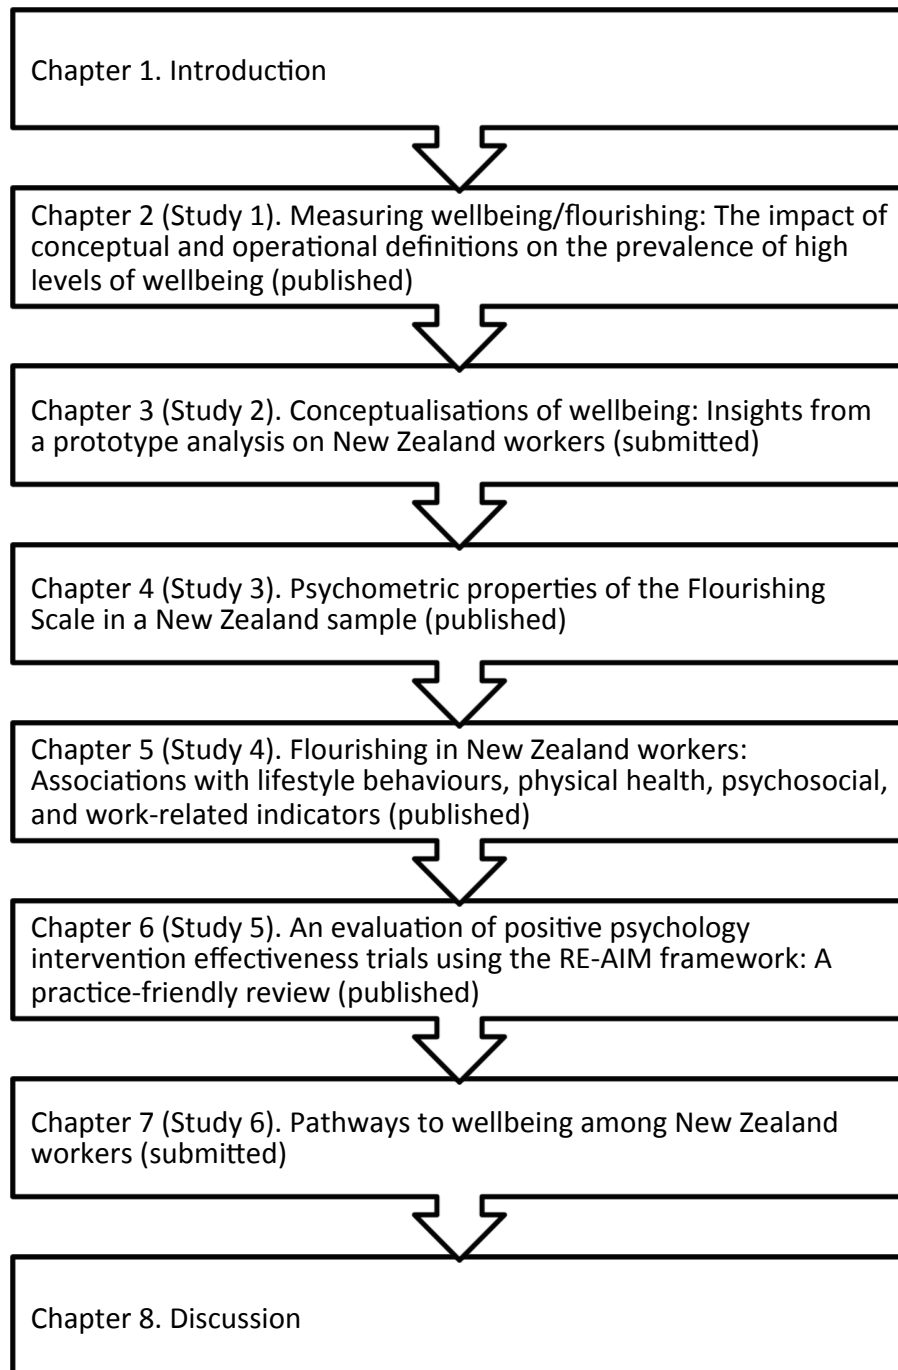 Chapter 1. Introduction
Chapter 2 (Study 1). Measuring wellbeing/flourishing: The impact of
conceptual and operational definitions on the prevalence of high
levels of wellbeing (published)
Chapter 3 (Study 2). Conceptualisations of wellbeing: Insights from
a prototype analysis on New Zealand workers (submitted)
Chapter 4 (Study 3). Psychometric properties of the Flourishing
Scale in a New Zealand sample (published)
Chapter 5 (Study 4). Flourishing in New Zealand workers:
Associations with lifestyle behaviours, physical health, psychosocial,
and work-related indicators (published)
Chapter 6 (Study 5). An evaluation of positive psychology
intervention effectiveness trials using the RE-AIM framework: A
practice-friendly review (published)
Chapter 7 (Study 6). Pathways to wellbeing among New Zealand
workers (submitted)
Chapter 8. Discussion